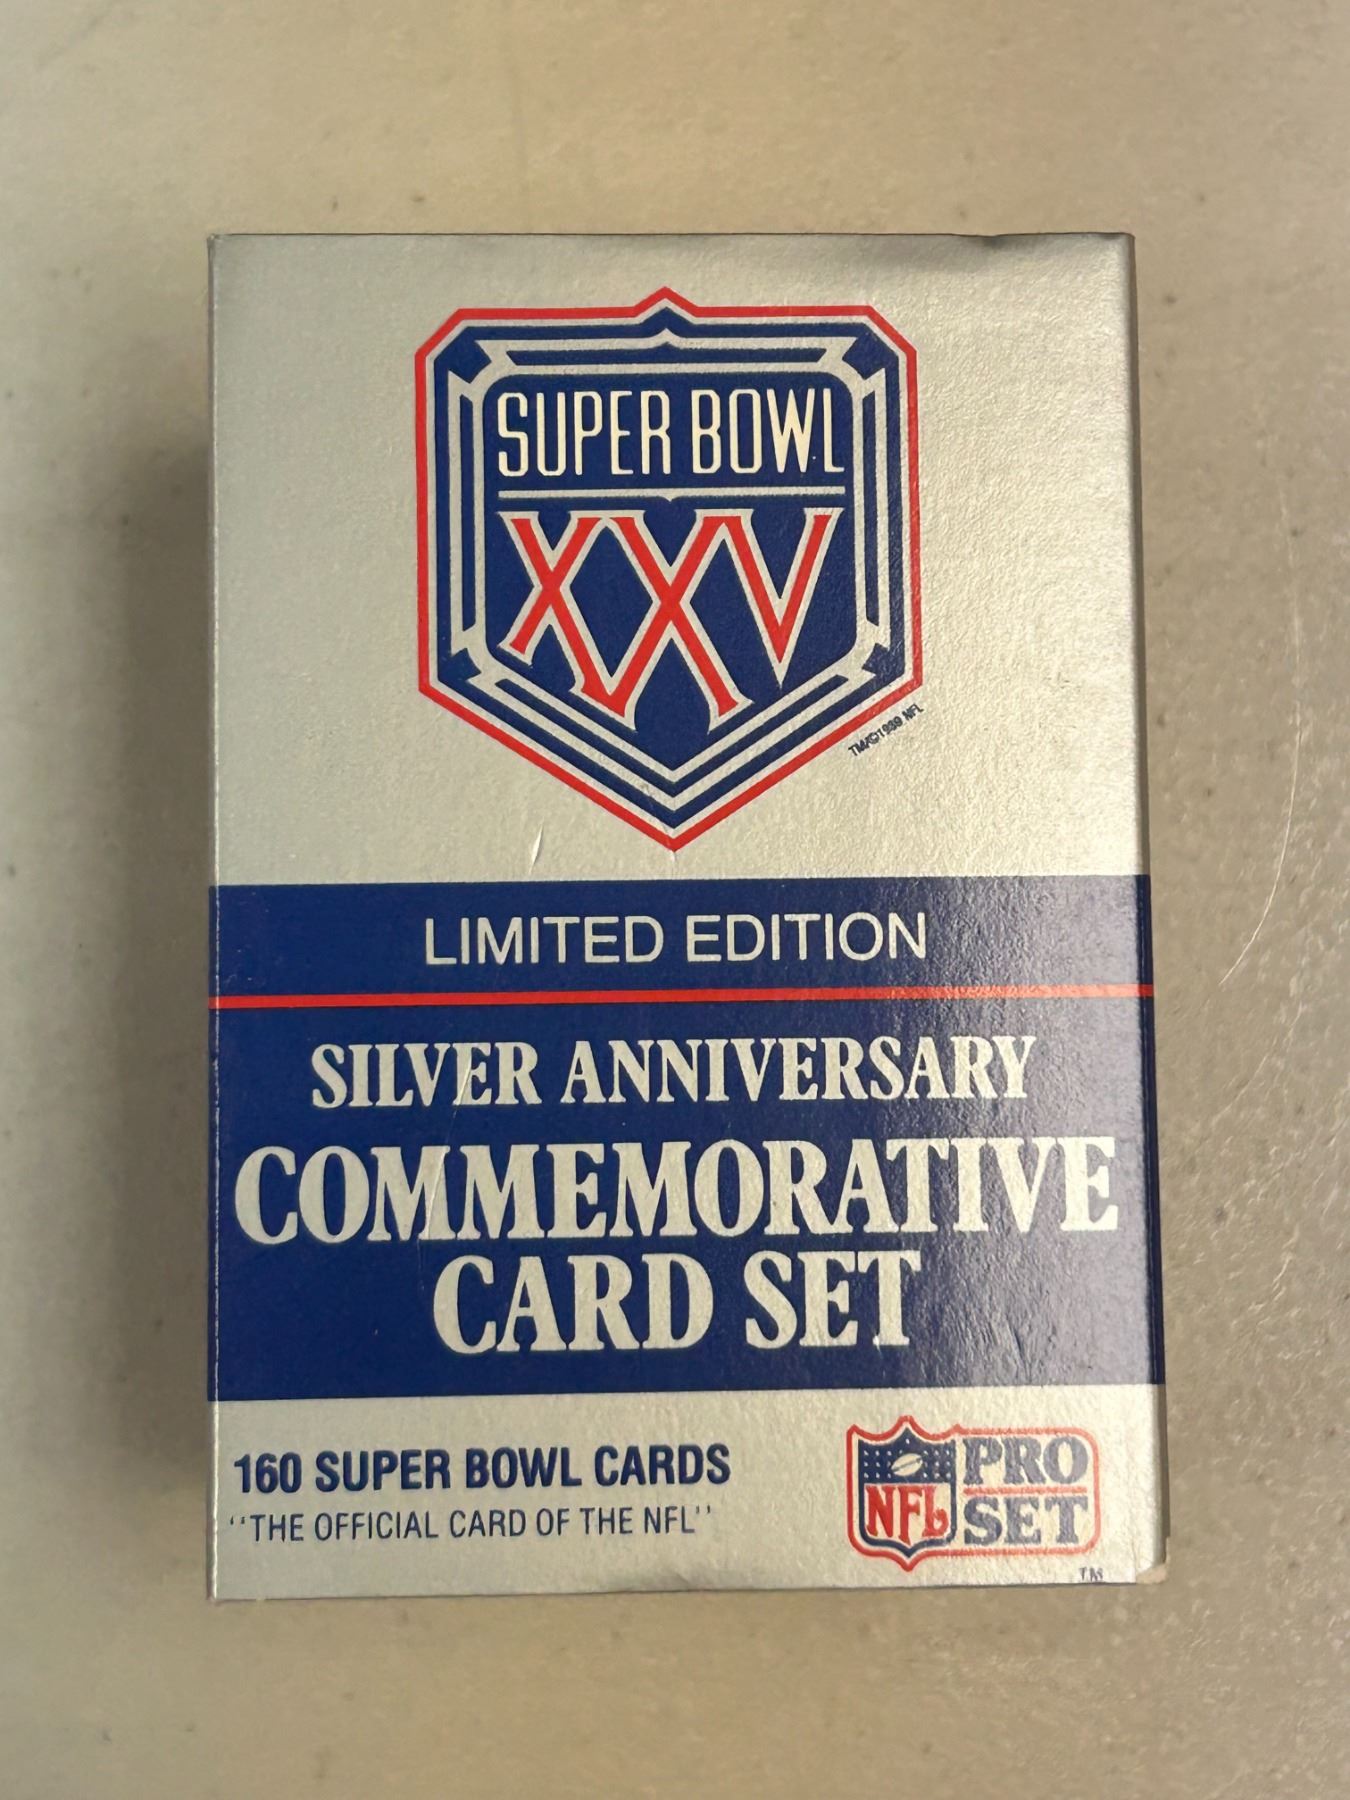 SUPER BOWL
XXV
TM/©1989 NFL
LIMITED EDITION
SILVER ANNIVERSARY
COMMEMORATIVE
CARD SET
160 SUPER BOWL CARDS
"THE OFFICIAL CARD OF THE NFL"
NFL
PRO
SET
TM